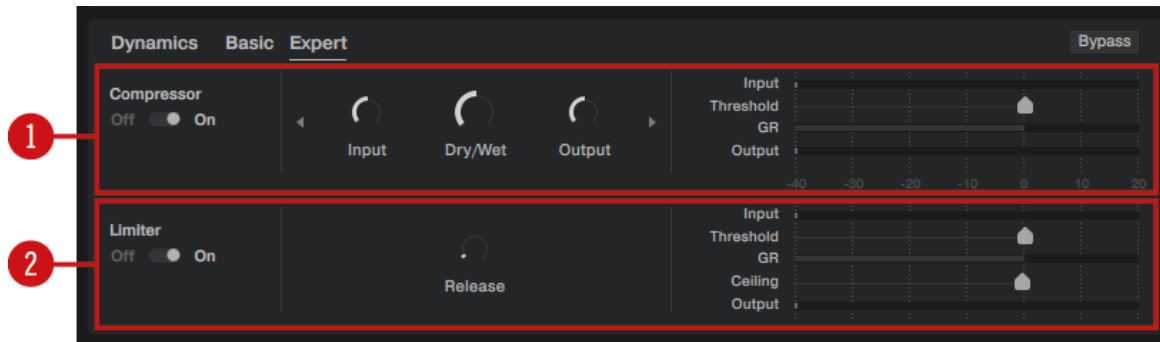 Dynamics Basic Expert Bypass
1
Compressor
Off On
Input Dry/Wet Output
Input
Threshold
GR
Output
-40 -30 -20 -10 0 10 20
2
Limiter
Off On
Release
Input
Threshold
GR
Ceiling
Output